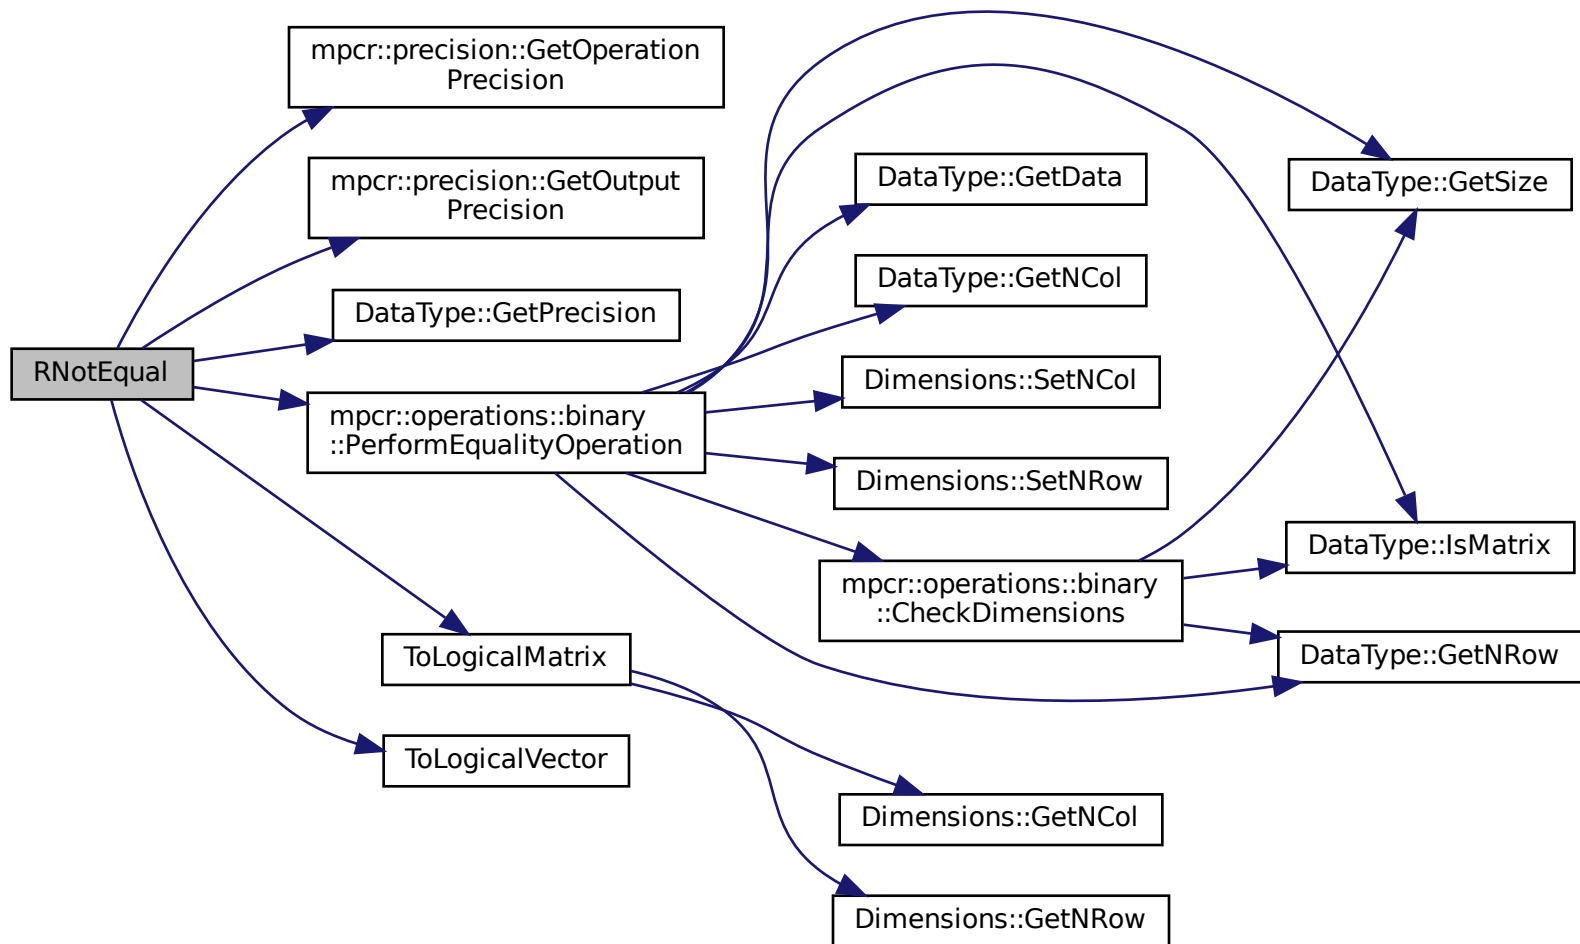 RNotEqual
mpcr::precision::GetOperation
Precision
mpcr::precision::GetOutput
Precision
DataType::GetPrecision
mpcr::operations::binary
::PerformEqualityOperation
ToLogicalMatrix
ToLogicalVector
DataType::GetData
DataType::GetNCol
Dimensions::SetNCol
Dimensions::SetNRow
mpcr::operations::binary
::CheckDimensions
Dimensions::GetNCol
Dimensions::GetNRow
DataType::GetSize
DataType::IsMatrix
DataType::GetNRow